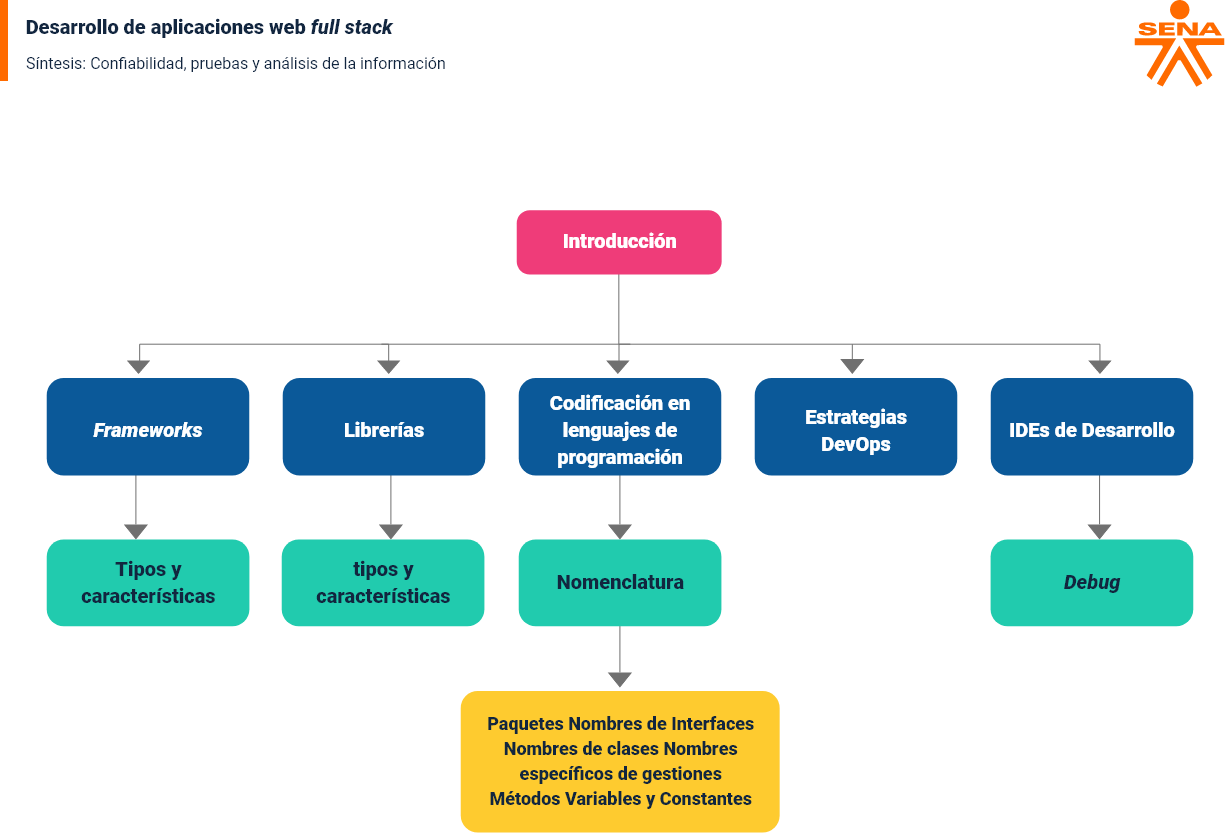 Desarrollo de aplicaciones web full stack
Síntesis: Confiabilidad, pruebas y análisis de la información
SENA
Introducción
Frameworks
Librerías
Codificación en
lenguajes de
programación
Estrategias
DevOps
IDEs de Desarrollo
Tipos y
características
tipos y
características
Nomenclatura
Debug
Paquetes Nombres de Interfaces
Nombres de clases Nombres
específicos de gestiones
Métodos Variables y Constantes